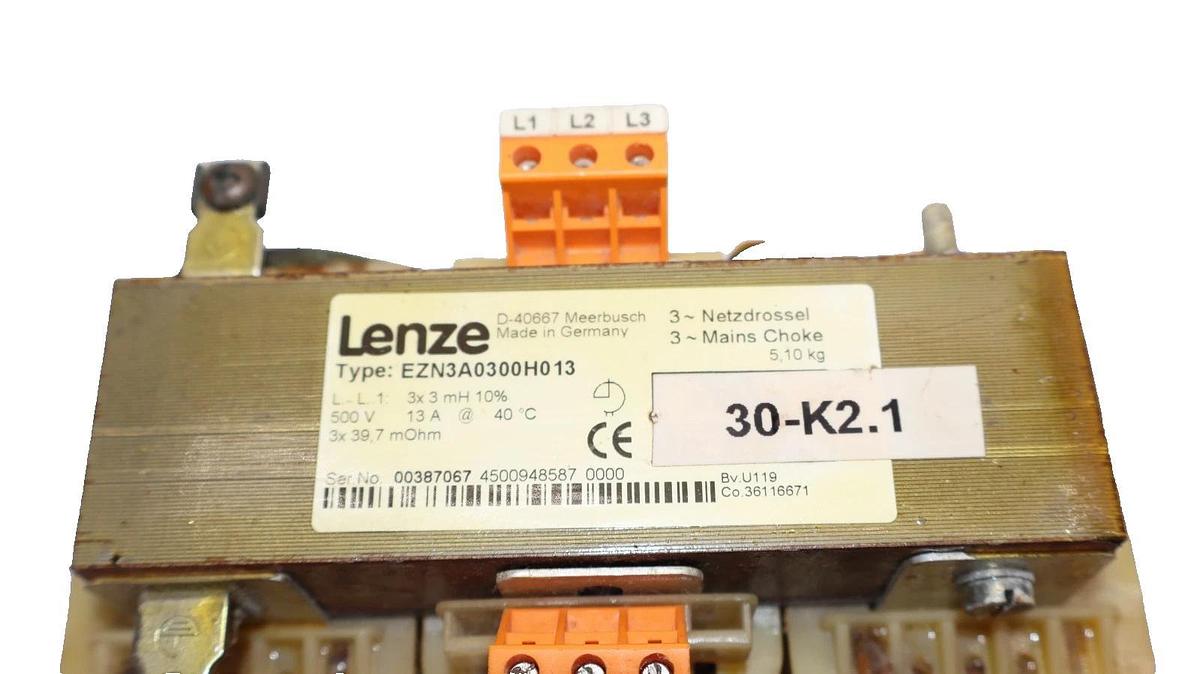 L1 L2 L3
Lenze
D-40667 Meerbusch
Made in Germany
3~ Netzdrossel
3~ Mains Choke
5,10 kg
Type: EZN3A0300H013
L.-L. 1: 3x 3 mH 10%
500 V 13 A @ 40 °C
3x 39,7 mOhm
CE
30-K2.1
Ser No. 00387067 4500948587 0000
Bv.U119
Co.36116671